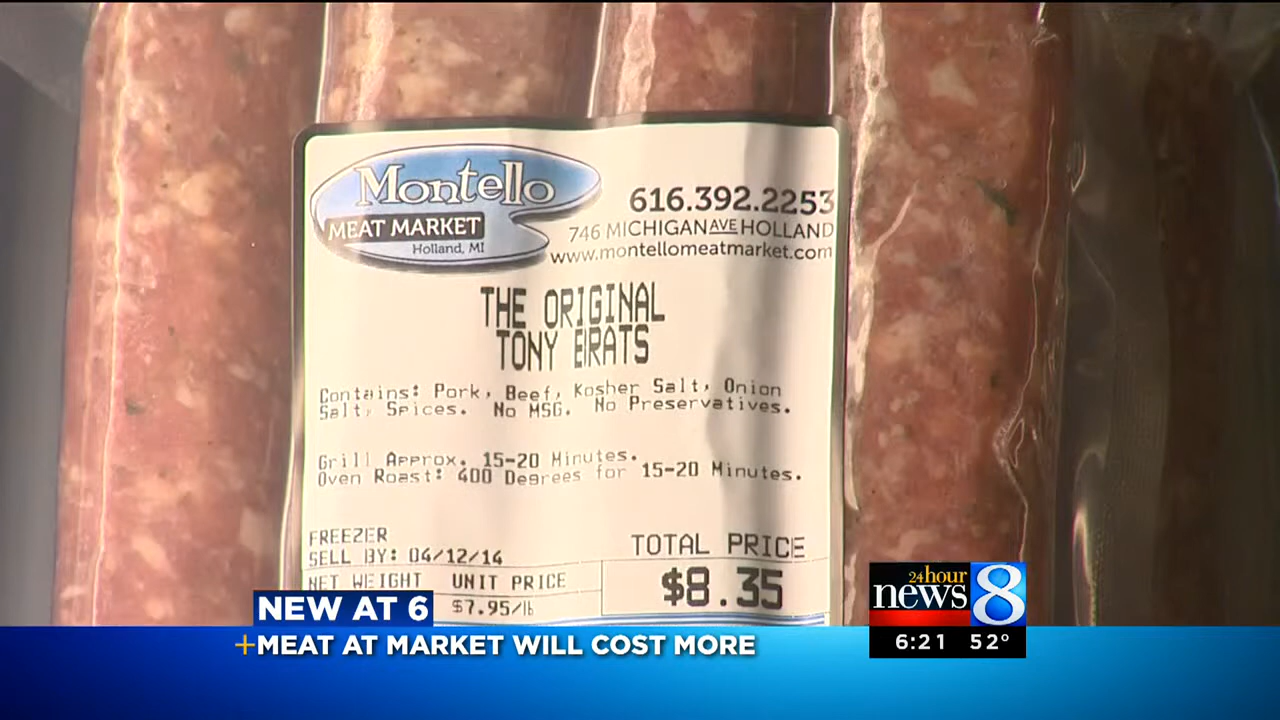 Montello
MEAT MARKET
Holland, MI
616.392.2253
746 MICHIGAN AVE HOLLAND
www.montellomeatmarket.com
THE ORIGINAL
TONY BRATS
Contains: Pork, Beef, Kosher Salt, Onion
Salt, Spices. No MSG. No Preservatives.
Grill Approx. 15-20 Minutes.
Oven Roast: 400 Degrees for 15-20 Minutes.
FREEZER
SELL BY: 04/12/14
NET WEIGHT UNIT PRICE
$7.95/lb
TOTAL PRICE
$8.35
NEW AT 6
+MEAT AT MARKET WILL COST MORE
24hour
news 8
6:21 52°